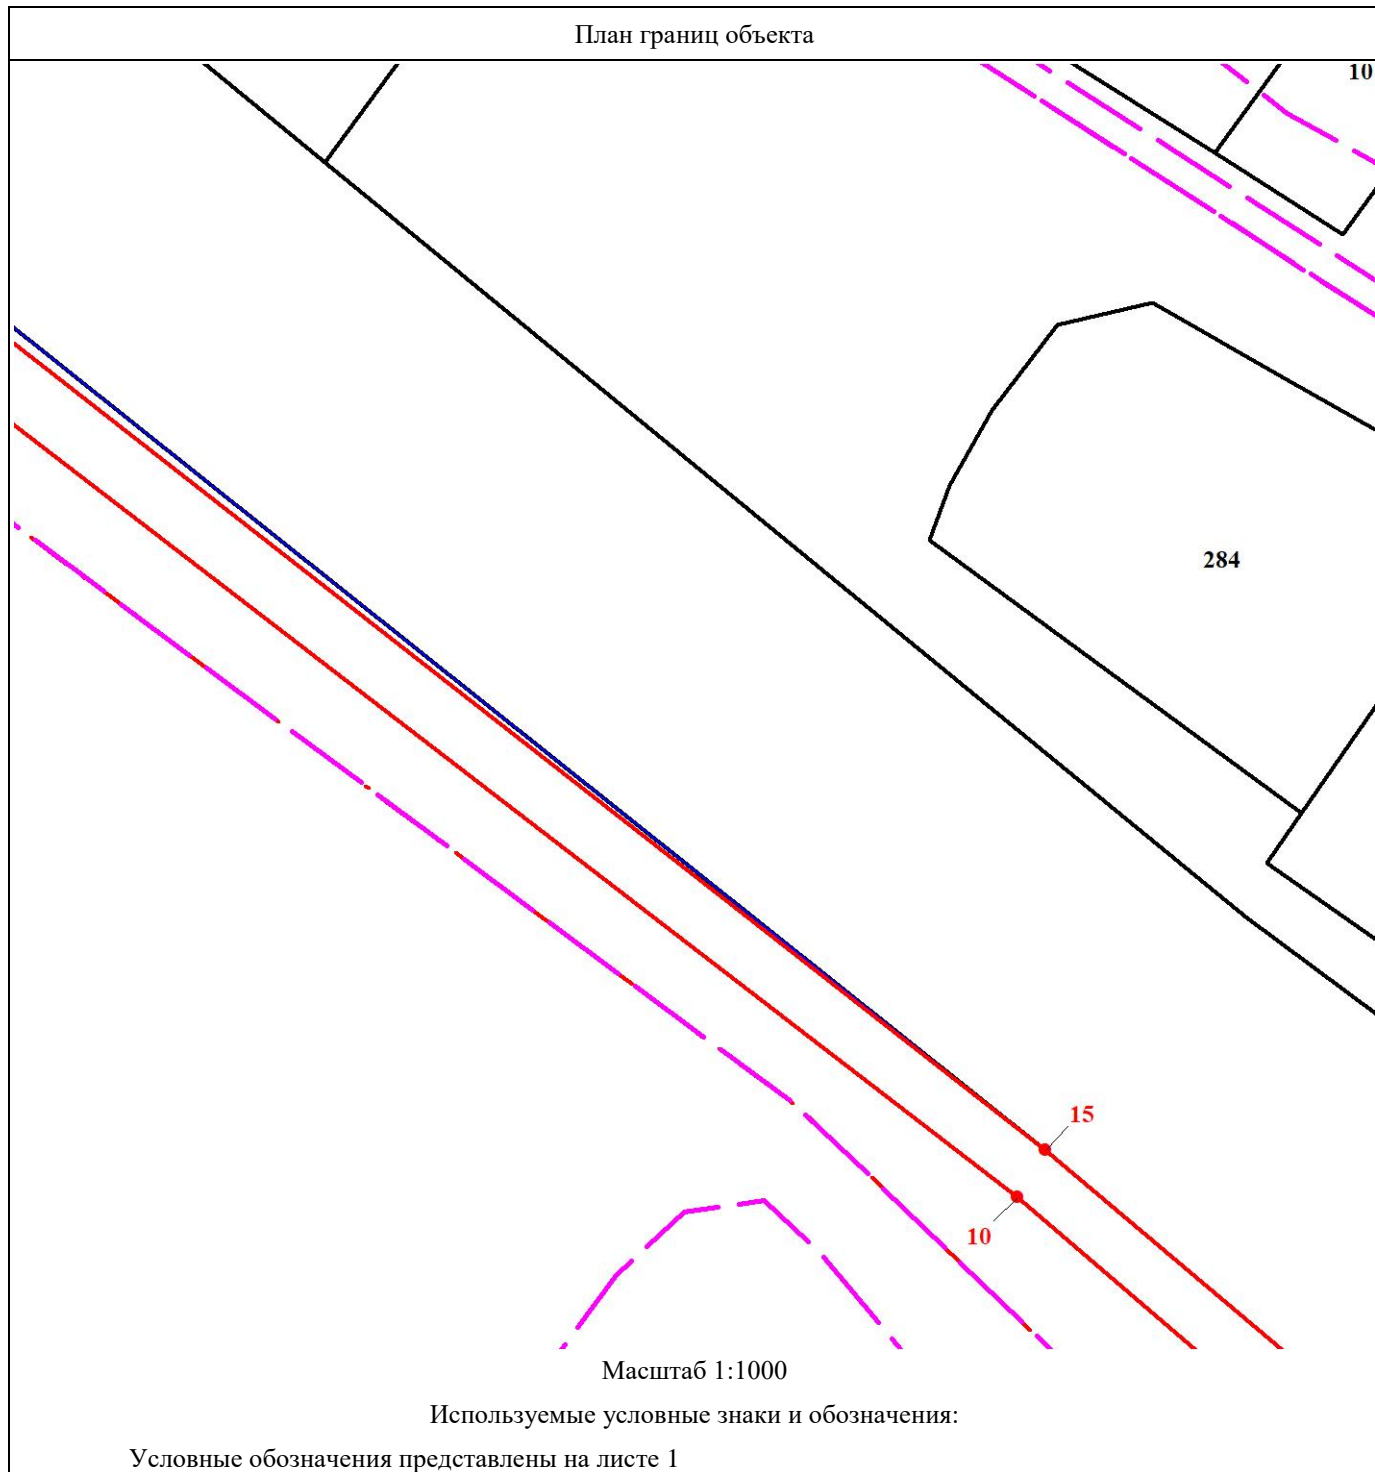 План границ объекта
10
284
15
10
Масштаб 1:1000
Используемые условные знаки и обозначения:
Условные обозначения представлены на листе 1